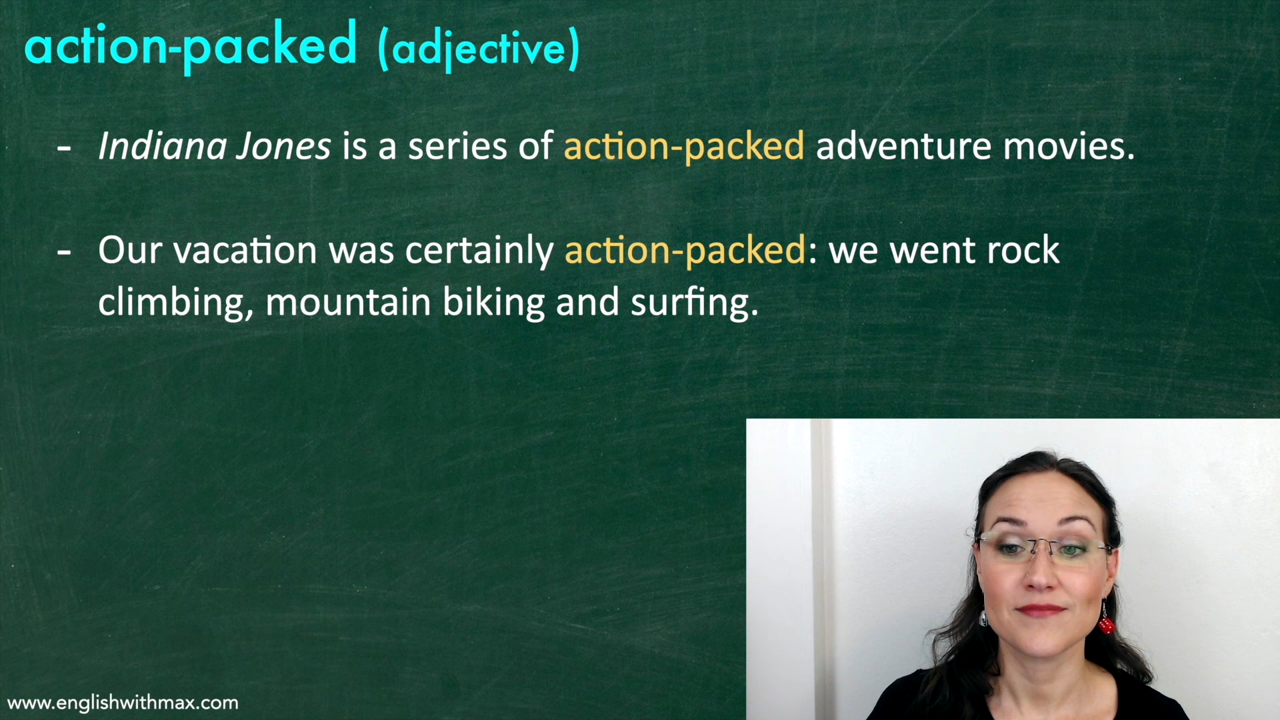 action-packed (adjective)
- Indiana Jones is a series of action-packed adventure movies.
- Our vacation was certainly action-packed: we went rock
climbing, mountain biking and surfing.
www.englishwithmax.com